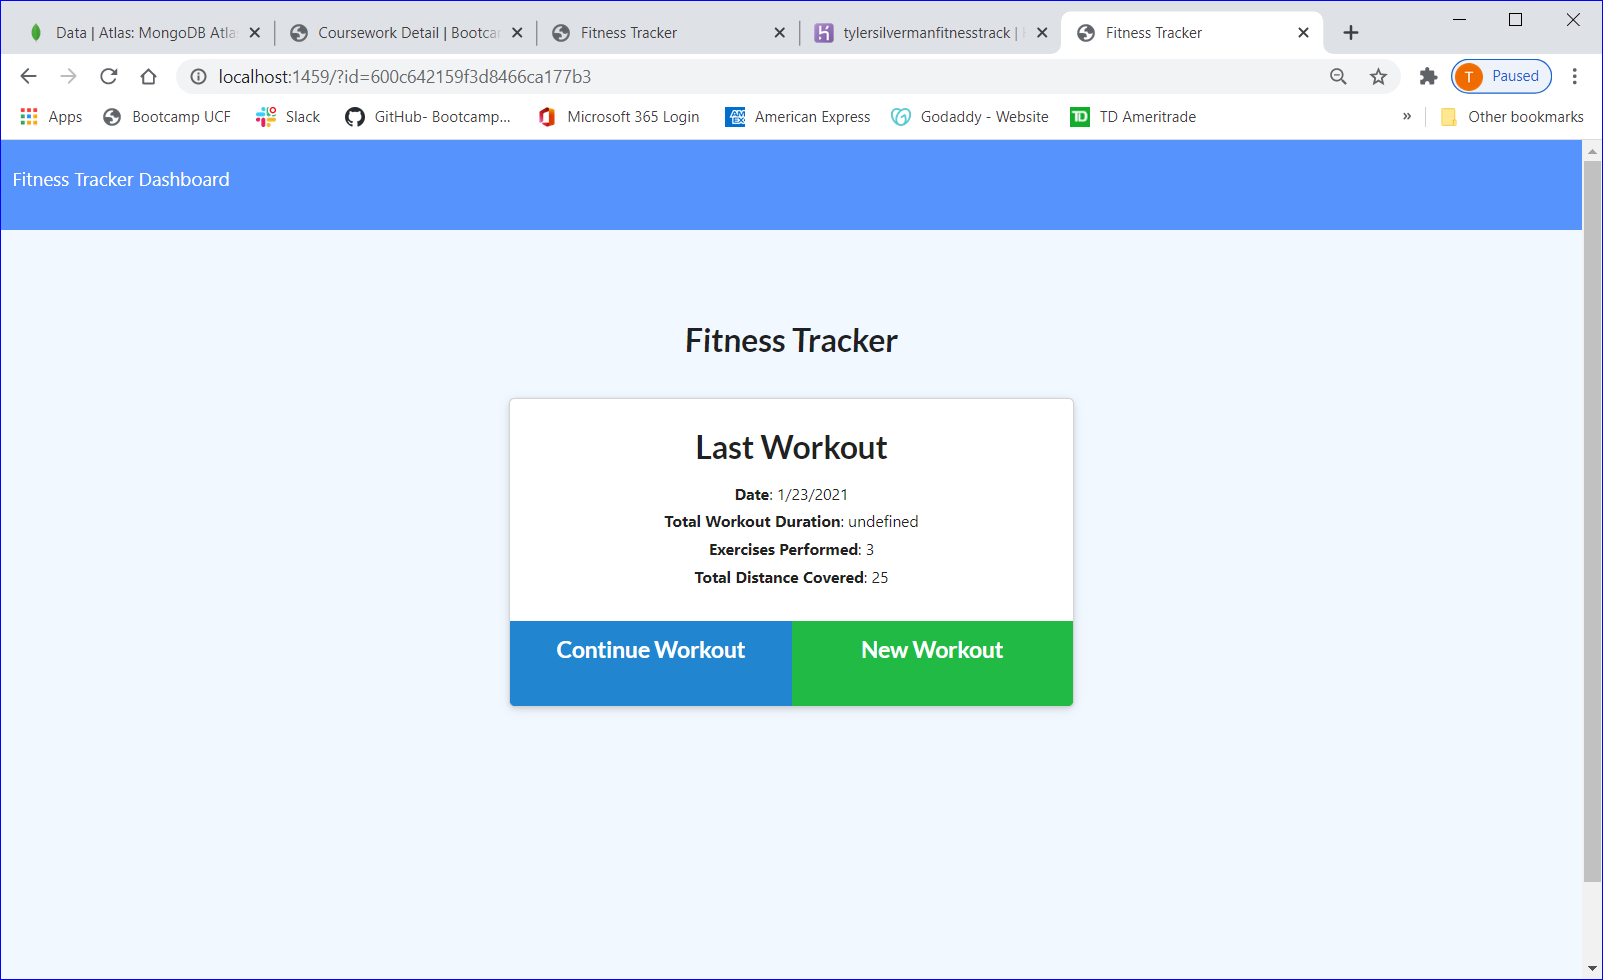 Data | Atlas: MongoDB Atla
Coursework Detail | Bootca
Fitness Tracker
tylersilvermanfitnesstrack |
Fitness Tracker
localhost:1459/?id=600c642159f3d8466ca177b3
T Paused
Apps
Bootcamp UCF
Slack
GitHub- Bootcamp...
Microsoft 365 Login
AM EX American Express
Godaddy - Website
TD TD Ameritrade
»
Other bookmarks
Fitness Tracker Dashboard
Fitness Tracker
Last Workout
Date: 1/23/2021
Total Workout Duration: undefined
Exercises Performed: 3
Total Distance Covered: 25
Continue Workout
New Workout